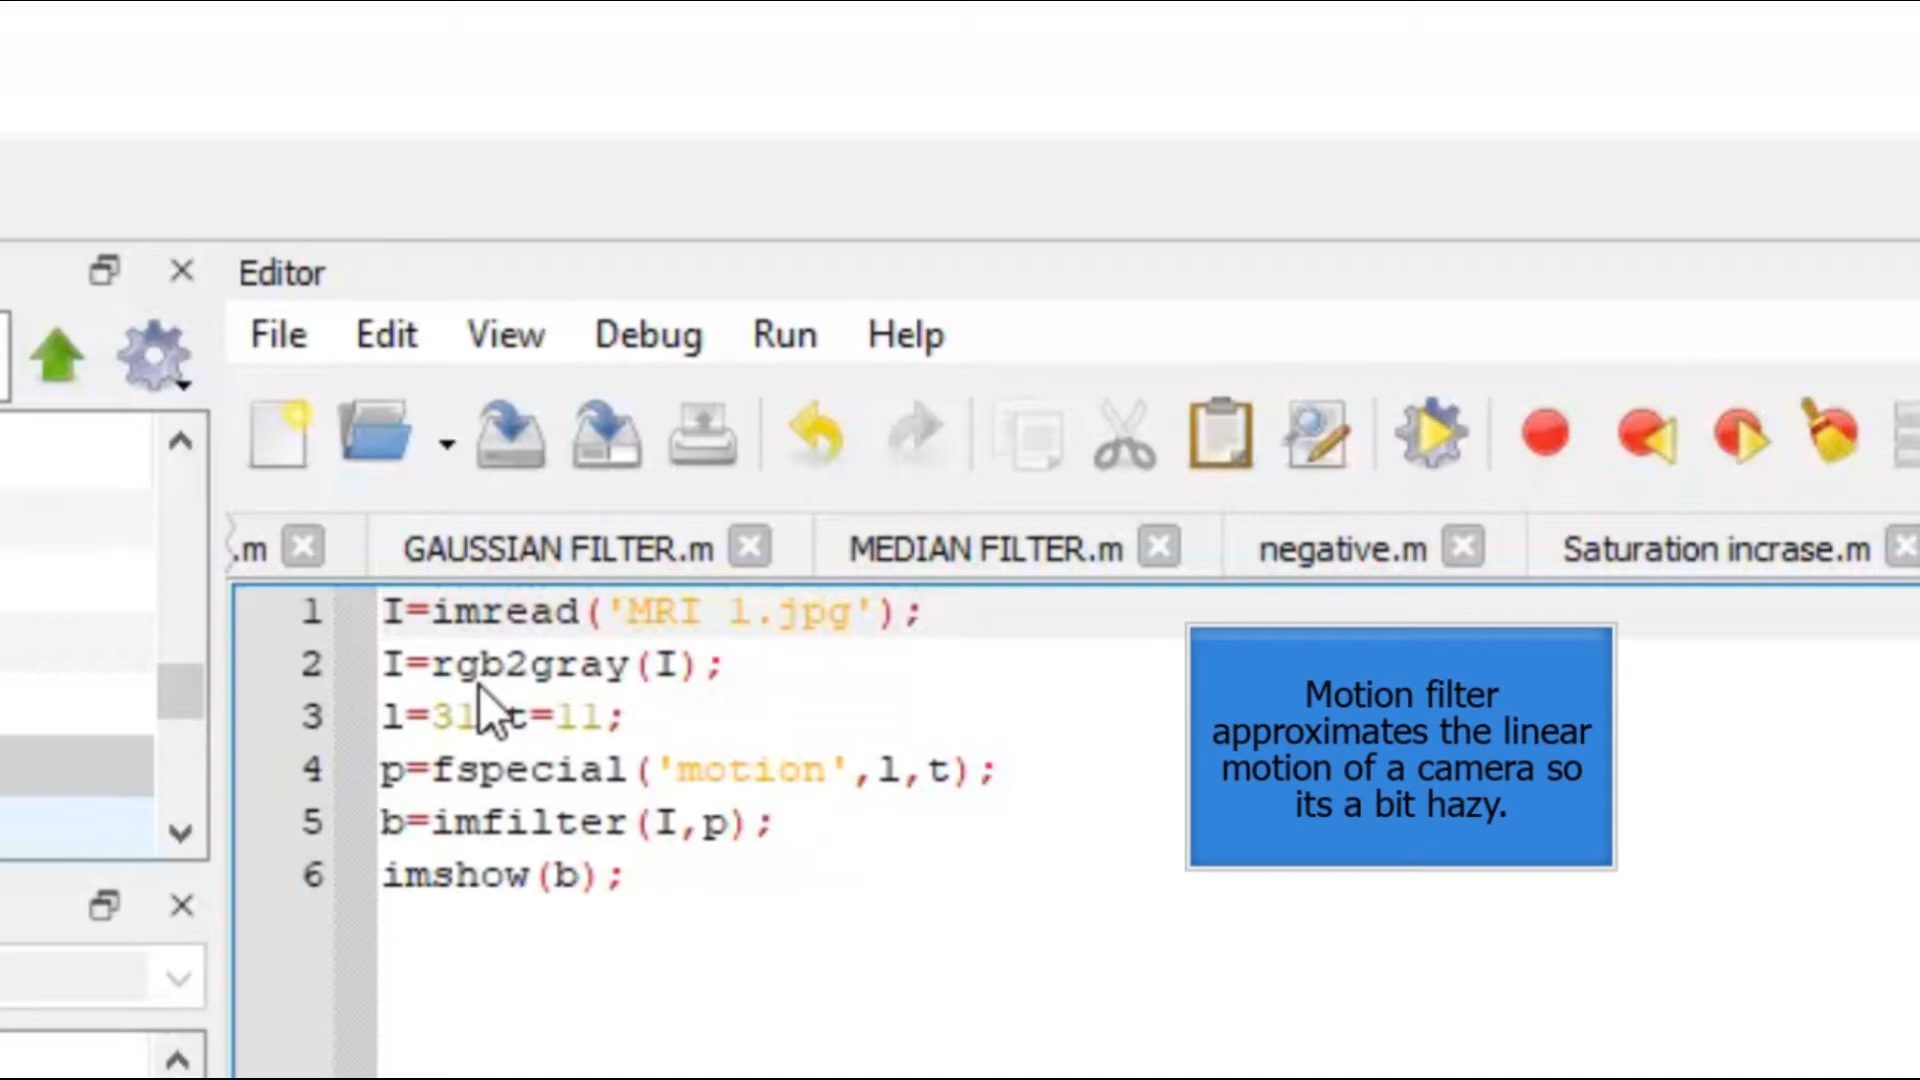 Editor
File Edit View Debug Run Help
.m GAUSSIAN FILTER.m MEDIAN FILTER.m negative.m Saturation incrase.m
1 I=imread('MRI 1.jpg');
2 I=rgb2gray(I);
3 l=31 t=11;
4 p=fspecial('motion',l,t);
5 b=imfilter(I,p);
6 imshow(b);
Motion filter
approximates the linear
motion of a camera so
its a bit hazy.